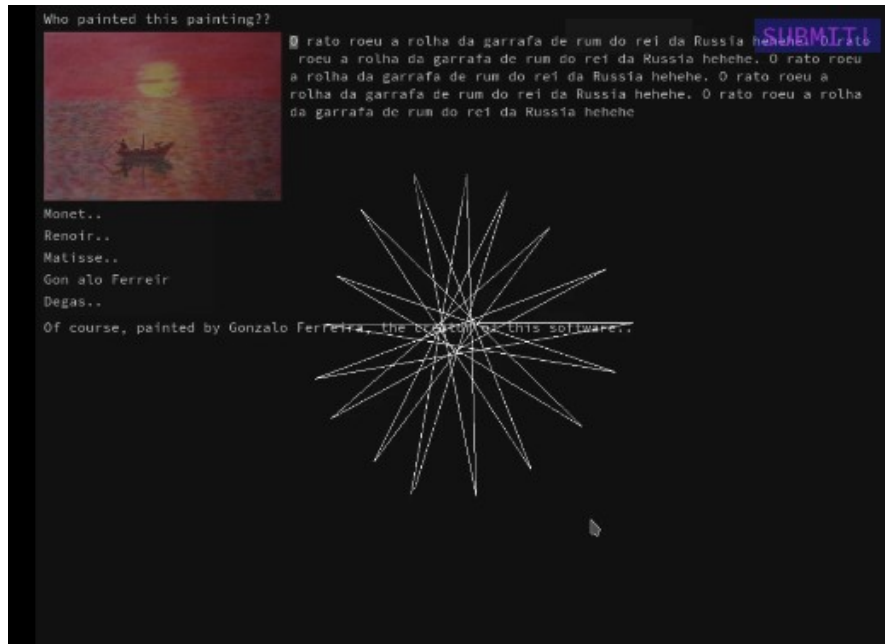 Who painted this painting??
SUBMIT!
O rato roeu a rolha da garrafa de rum do rei da Russia hehehe. O rato
roeu a rolha da garrafa de rum do rei da Russia hehehe. O rato roeu
a rolha da garrafa de rum do rei da Russia hehehe. O rato roeu a
rolha da garrafa de rum do rei da Russia hehehe. O rato roeu a rolha
da garrafa de rum do rei da Russia hehehe
Monet..
Renoir..
Matisse..
Gon alo Ferreir
Degas..
Of course, painted by Gonzalo Ferreira, the creator of this software..